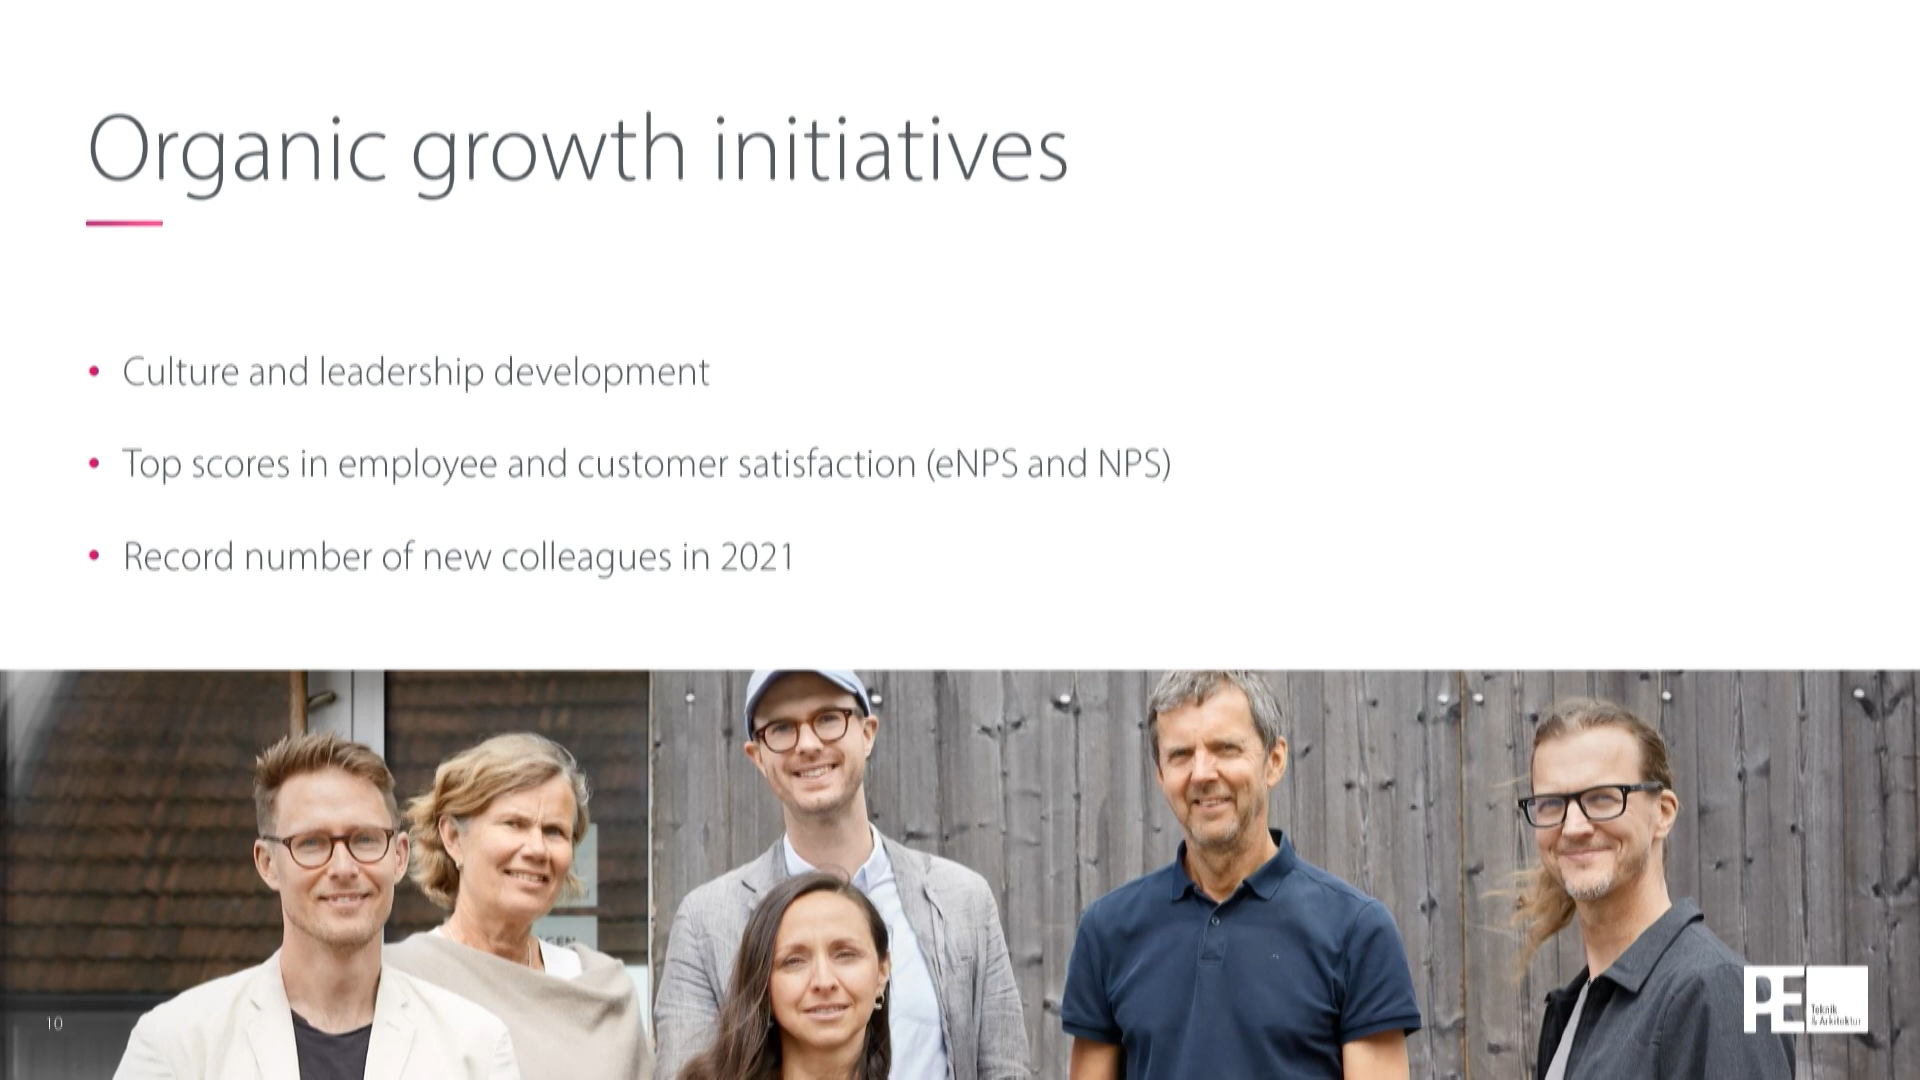 Organic growth initiatives
• Culture and leadership development
• Top scores in employee and customer satisfaction (eNPS and NPS)
• Record number of new colleagues in 2021
10
PE
Teknik
& Arkitektur